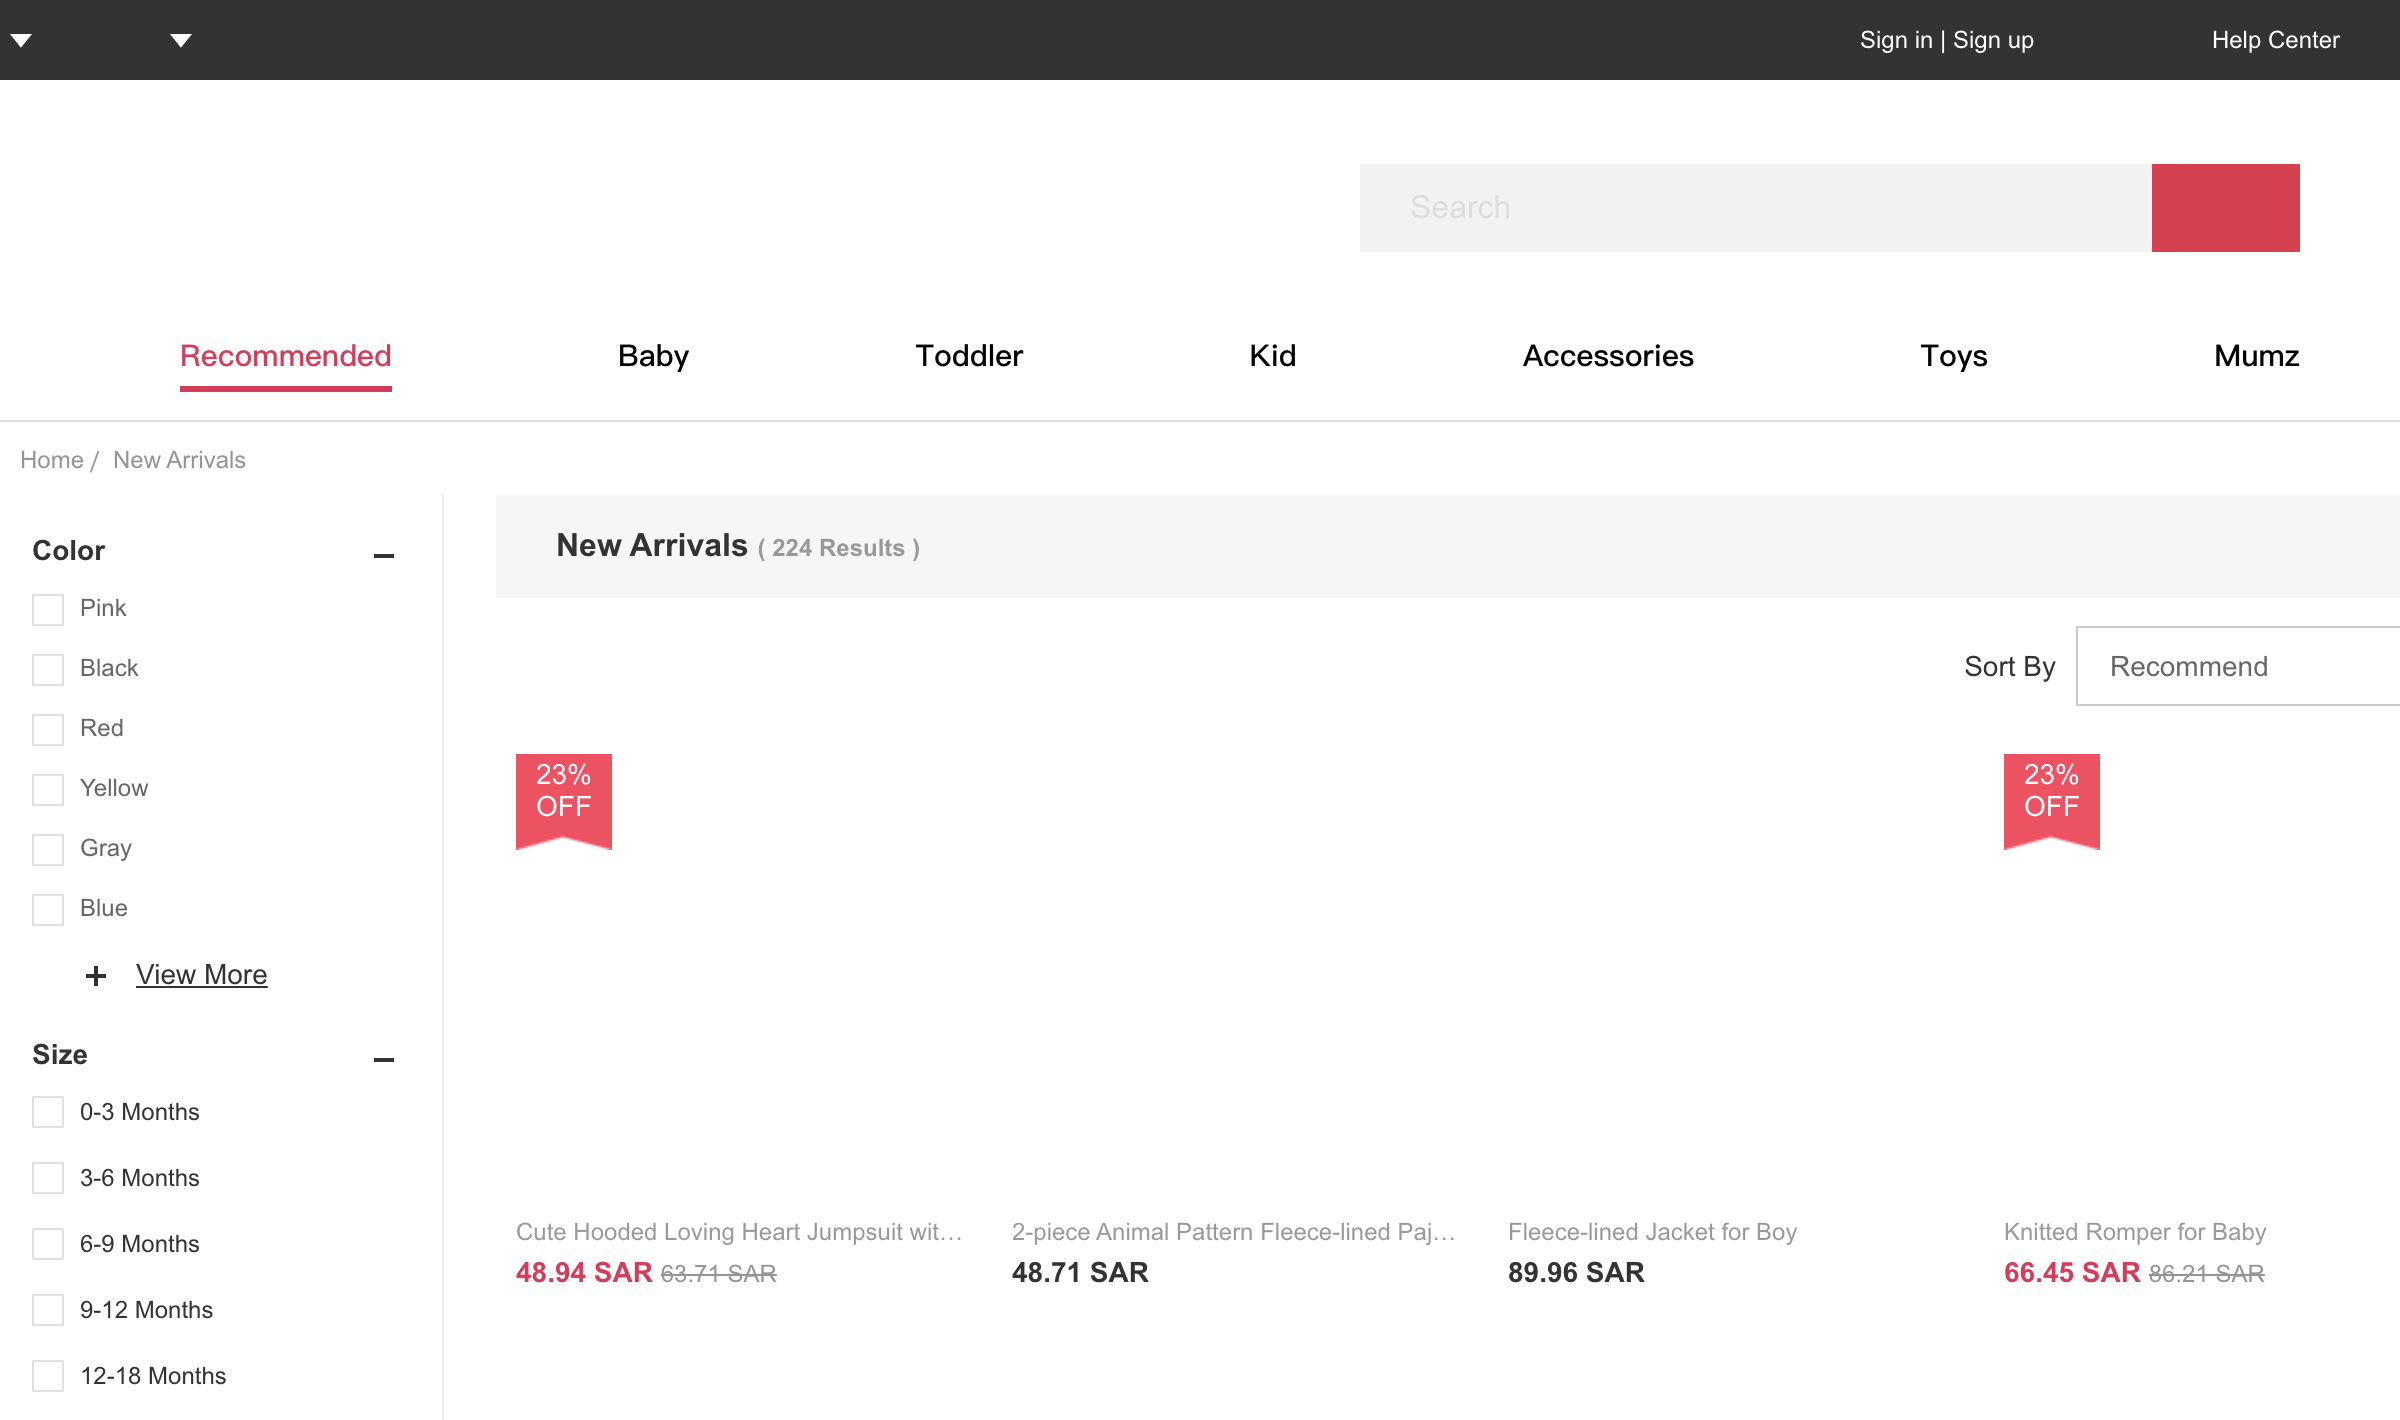 Sign in | Sign up
Help Center
Search
Recommended
Baby
Toddler
Kid
Accessories
Toys
Mumz
Home / New Arrivals
Color
Pink
Black
Red
Yellow
Gray
Blue
View More
Size
0-3 Months
3-6 Months
6-9 Months
9-12 Months
12-18 Months
New Arrivals ( 224 Results )
Sort By
Recommend
23%
OFF
Cute Hooded Loving Heart Jumpsuit wit…
48.94 SAR 63.71 SAR
2-piece Animal Pattern Fleece-lined Paj…
48.71 SAR
Fleece-lined Jacket for Boy
89.96 SAR
23%
OFF
Knitted Romper for Baby
66.45 SAR 86.21 SAR